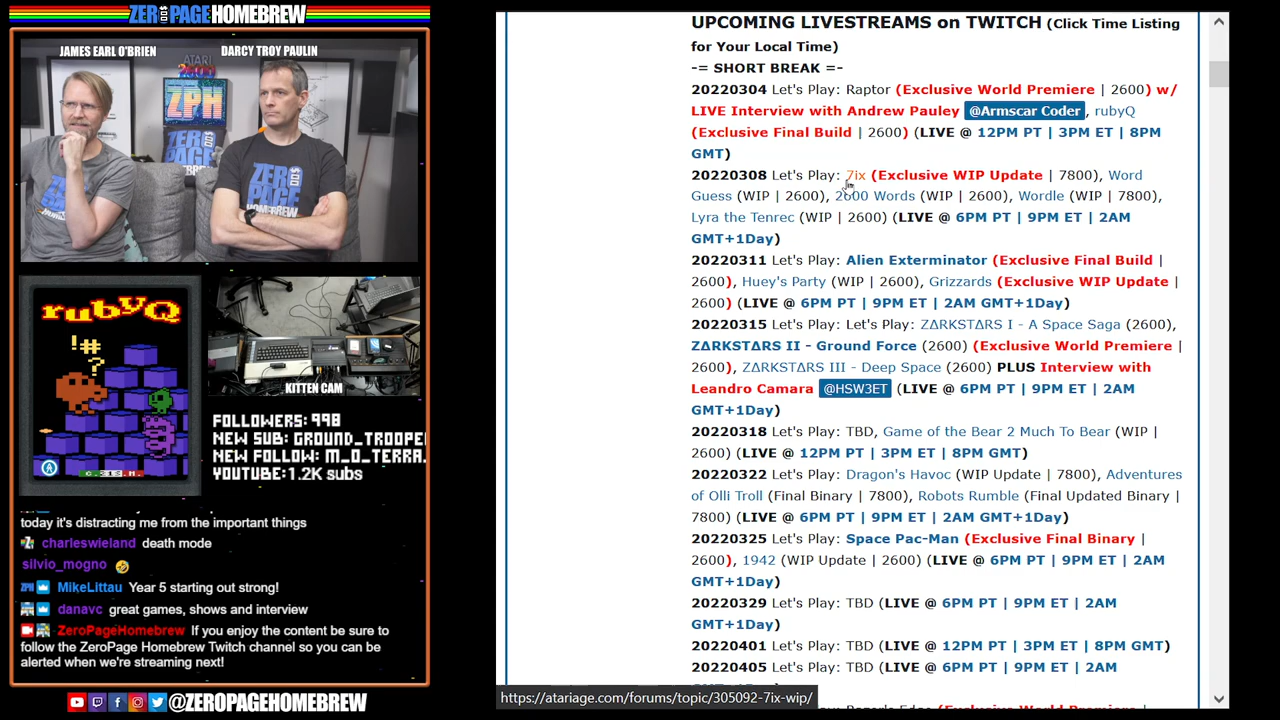 ZERO PAGE HOMEBREW
JAMES EARL O'BRIEN
DARCY TROY PAULIN
ATARI
ZPH
ZERO
PAGE
ZERO
PAGE
rubyQ
!#
?
KITTEN CAM
FOLLOWERS: 998
NEW SUB: GROUND_TROOPER
NEW FOLLOW: M_O_TERRA
YOUTUBE: 1.2K subs
today it's distracting me from the important things
charleswieland death mode
silvio_mogno
MikeLittau Year 5 starting out strong!
danavc great games, shows and interview
ZeroPageHomebrew If you enjoy the content be sure to
follow the ZeroPage Homebrew Twitch channel so you can
be alerted when we're streaming next!
@ZEROPAGEHOMEBREW
UPCOMING LIVESTREAMS on TWITCH (Click Time Listing
for Your Local Time)
-= SHORT BREAK =-
20220304 Let's Play: Raptor (Exclusive World Premiere | 2600) w/
LIVE Interview with Andrew Pauley @Armscar Coder, rubyQ
(Exclusive Final Build | 2600) (LIVE @ 12PM PT | 3PM ET | 8PM
GMT)
20220308 Let's Play: 7ix (Exclusive WIP Update | 7800), Word
Guess (WIP | 2600), 2600 Words (WIP | 2600), Wordle (WIP | 7800),
Lyra the Tenrec (WIP | 2600) (LIVE @ 6PM PT | 9PM ET | 2AM
GMT+1Day)
20220311 Let's Play: Alien Exterminator (Exclusive Final Build |
2600), Huey's Party (WIP | 2600), Grizzards (Exclusive WIP Update |
2600) (LIVE @ 6PM PT | 9PM ET | 2AM GMT+1Day)
20220315 Let's Play: Let's Play: ZΔRKSTΔRS I - A Space Saga (2600),
ZΔRKSTΔRS II - Ground Force (2600) (Exclusive World Premiere |
2600), ZΔRKSTΔRS III - Deep Space (2600) PLUS Interview with
Leandro Camara @HSW3ET (LIVE @ 6PM PT | 9PM ET | 2AM
GMT+1Day)
20220318 Let's Play: TBD, Game of the Bear 2 Much To Bear (WIP |
2600) (LIVE @ 12PM PT | 3PM ET | 8PM GMT)
20220322 Let's Play: Dragon's Havoc (WIP Update | 7800), Adventures
of Olli Troll (Final Binary | 7800), Robots Rumble (Final Updated Binary |
7800) (LIVE @ 6PM PT | 9PM ET | 2AM GMT+1Day)
20220325 Let's Play: Space Pac-Man (Exclusive Final Binary |
2600), 1942 (WIP Update | 2600) (LIVE @ 6PM PT | 9PM ET | 2AM
GMT+1Day)
20220329 Let's Play: TBD (LIVE @ 6PM PT | 9PM ET | 2AM
GMT+1Day)
20220401 Let's Play: TBD (LIVE @ 12PM PT | 3PM ET | 8PM GMT)
20220405 Let's Play: TBD (LIVE @ 6PM PT | 9PM ET | 2AM
https://atariage.com/forums/topic/305092-7ix-wip/